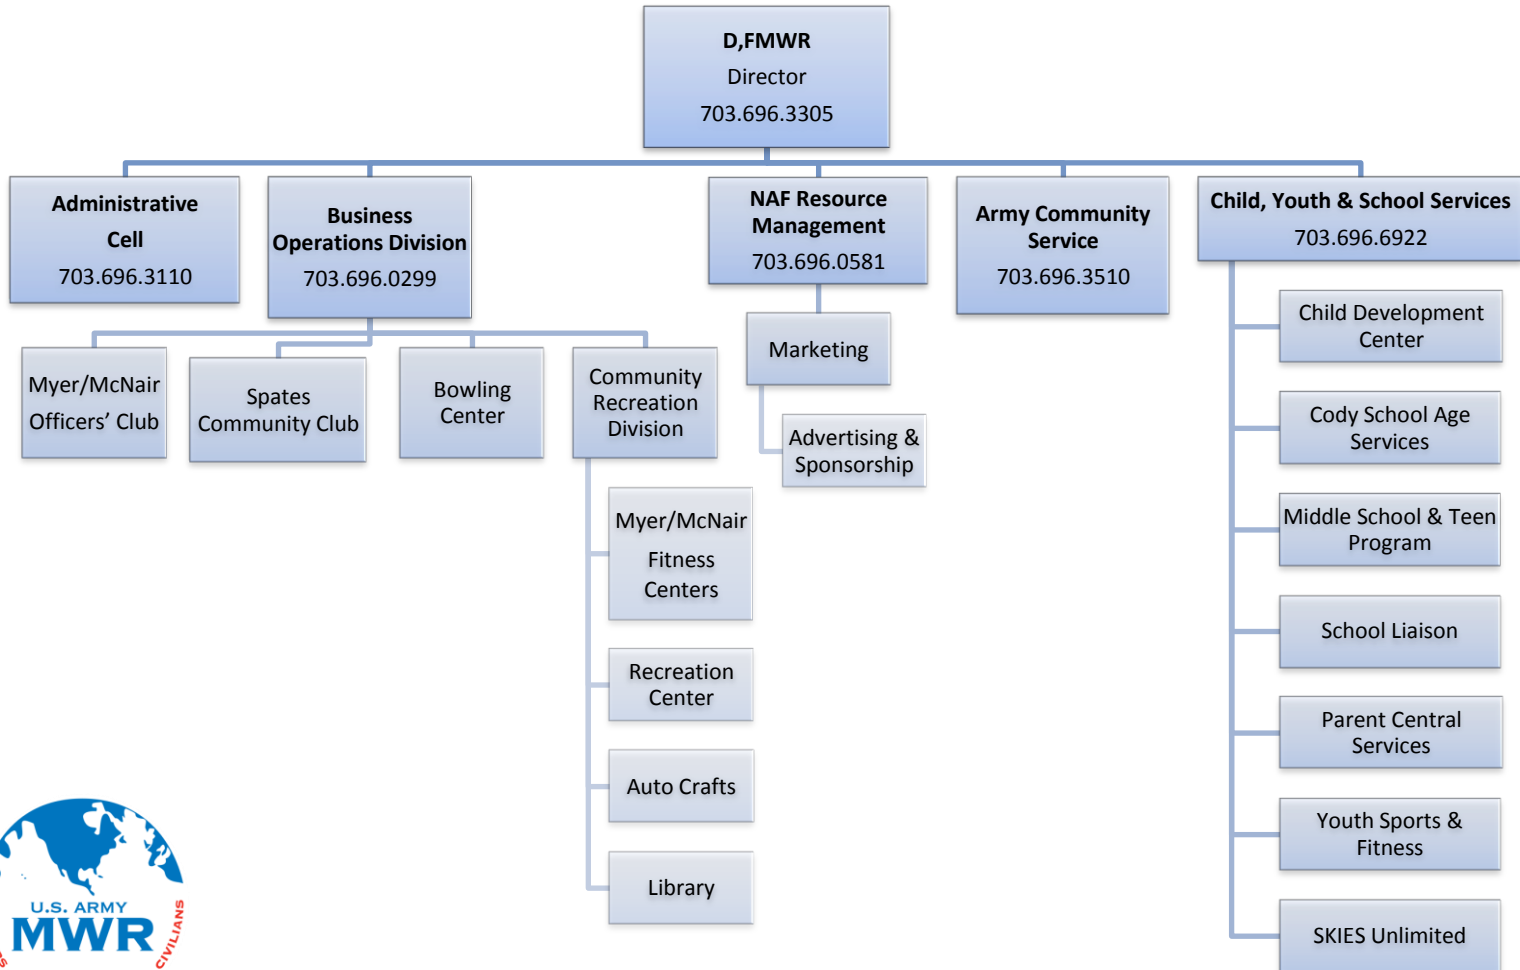 D,FMWR
Director
703.696.3305
Administrative
Cell
703.696.3110
Business
Operations Division
703.696.0299
NAF Resource
Management
703.696.0581
Army Community
Service
703.696.3510
Child, Youth & School Services
703.696.6922
Myer/McNair
Officers’ Club
Spates
Community Club
Bowling
Center
Community
Recreation
Division
Myer/McNair
Fitness
Centers
Recreation
Center
Auto Crafts
Library
Marketing
Advertising &
Sponsorship
Child Development
Center
Cody School Age
Services
Middle School & Teen
Program
School Liaison
Parent Central
Services
Youth Sports &
Fitness
SKIES Unlimited
U.S. ARMY
MWR
CIVILIANS